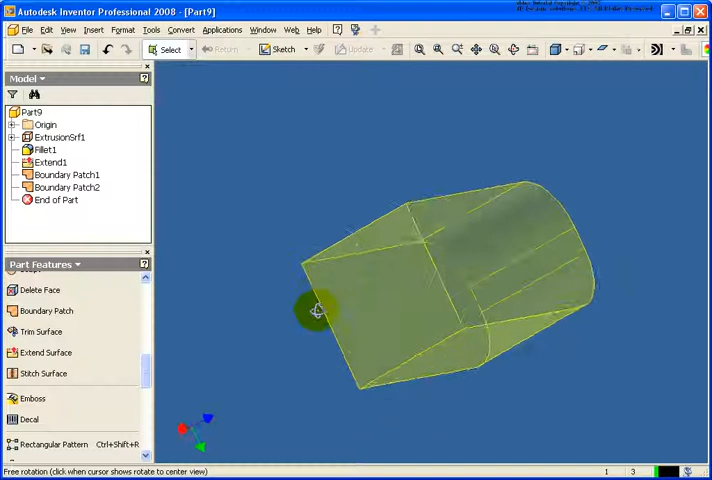 Autodesk Inventor Professional 2008 - [Part9]
File Edit View Insert Format Tools Convert Applications Window Web Help
Select Return Sketch Update
Model
Part9
Origin
ExtrusionSrf1
Fillet1
Extend1
Boundary Patch1
Boundary Patch2
End of Part
Part Features
Delete Face
Boundary Patch
Trim Surface
Extend Surface
Stitch Surface
Emboss
Decal
Rectangular Pattern Ctrl+Shift+R
Free rotation (click when cursor shows rotate to center view) 1 3